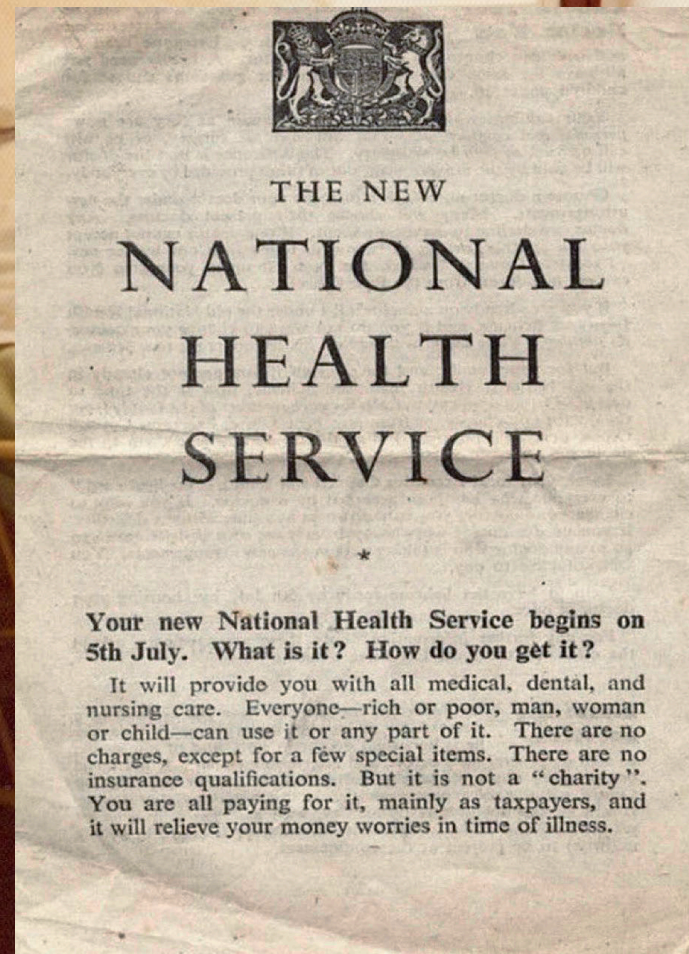 THE NEW
NATIONAL
HEALTH
SERVICE
*
Your new National Health Service begins on
5th July. What is it? How do you get it?
It will provide you with all medical, dental, and
nursing care. Everyone—rich or poor, man, woman
or child—can use it or any part of it. There are no
charges, except for a few special items. There are no
insurance qualifications. But it is not a “charity”.
You are all paying for it, mainly as taxpayers, and
it will relieve your money worries in time of illness.